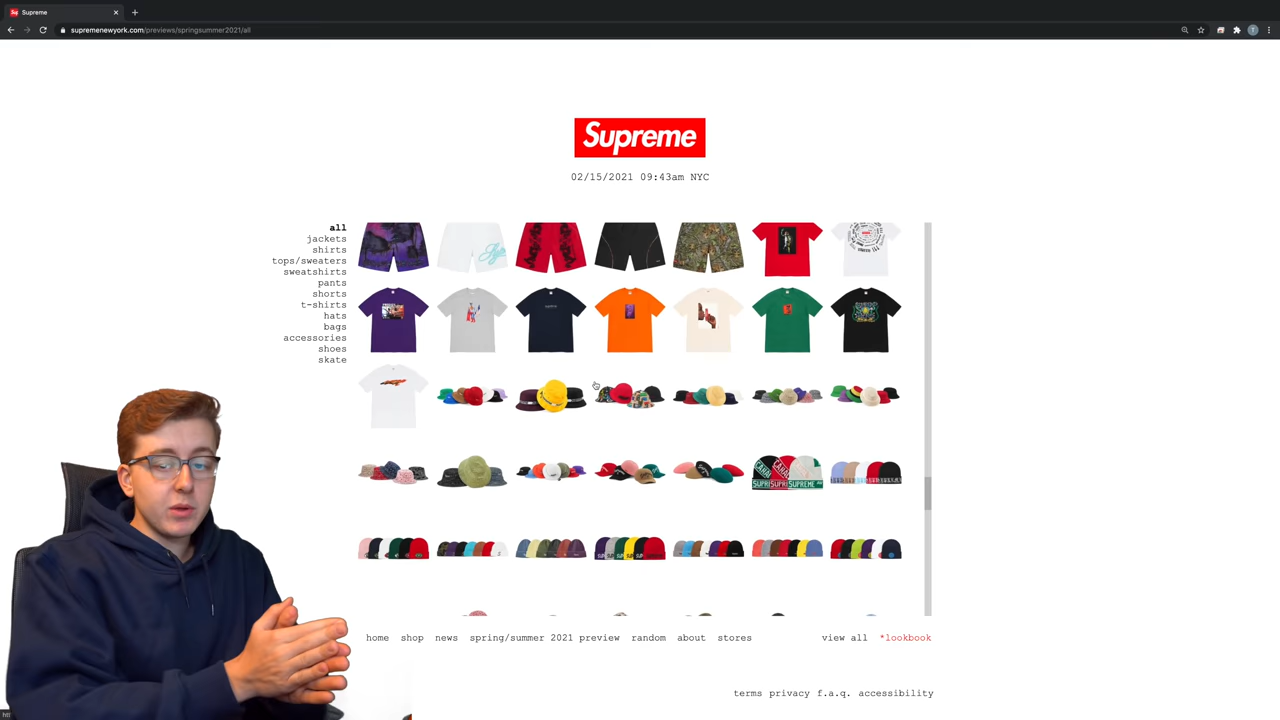 Supreme
supremenewyork.com/previews/springsummer2021/all
Supreme
02/15/2021 09:43am NYC
all
jackets
shirts
tops/sweaters
sweatshirts
pants
shorts
t-shirts
hats
bags
accessories
shoes
skate
home shop news spring/summer 2021 preview random about stores view all *lookbook
terms privacy f.a.q. accessibility